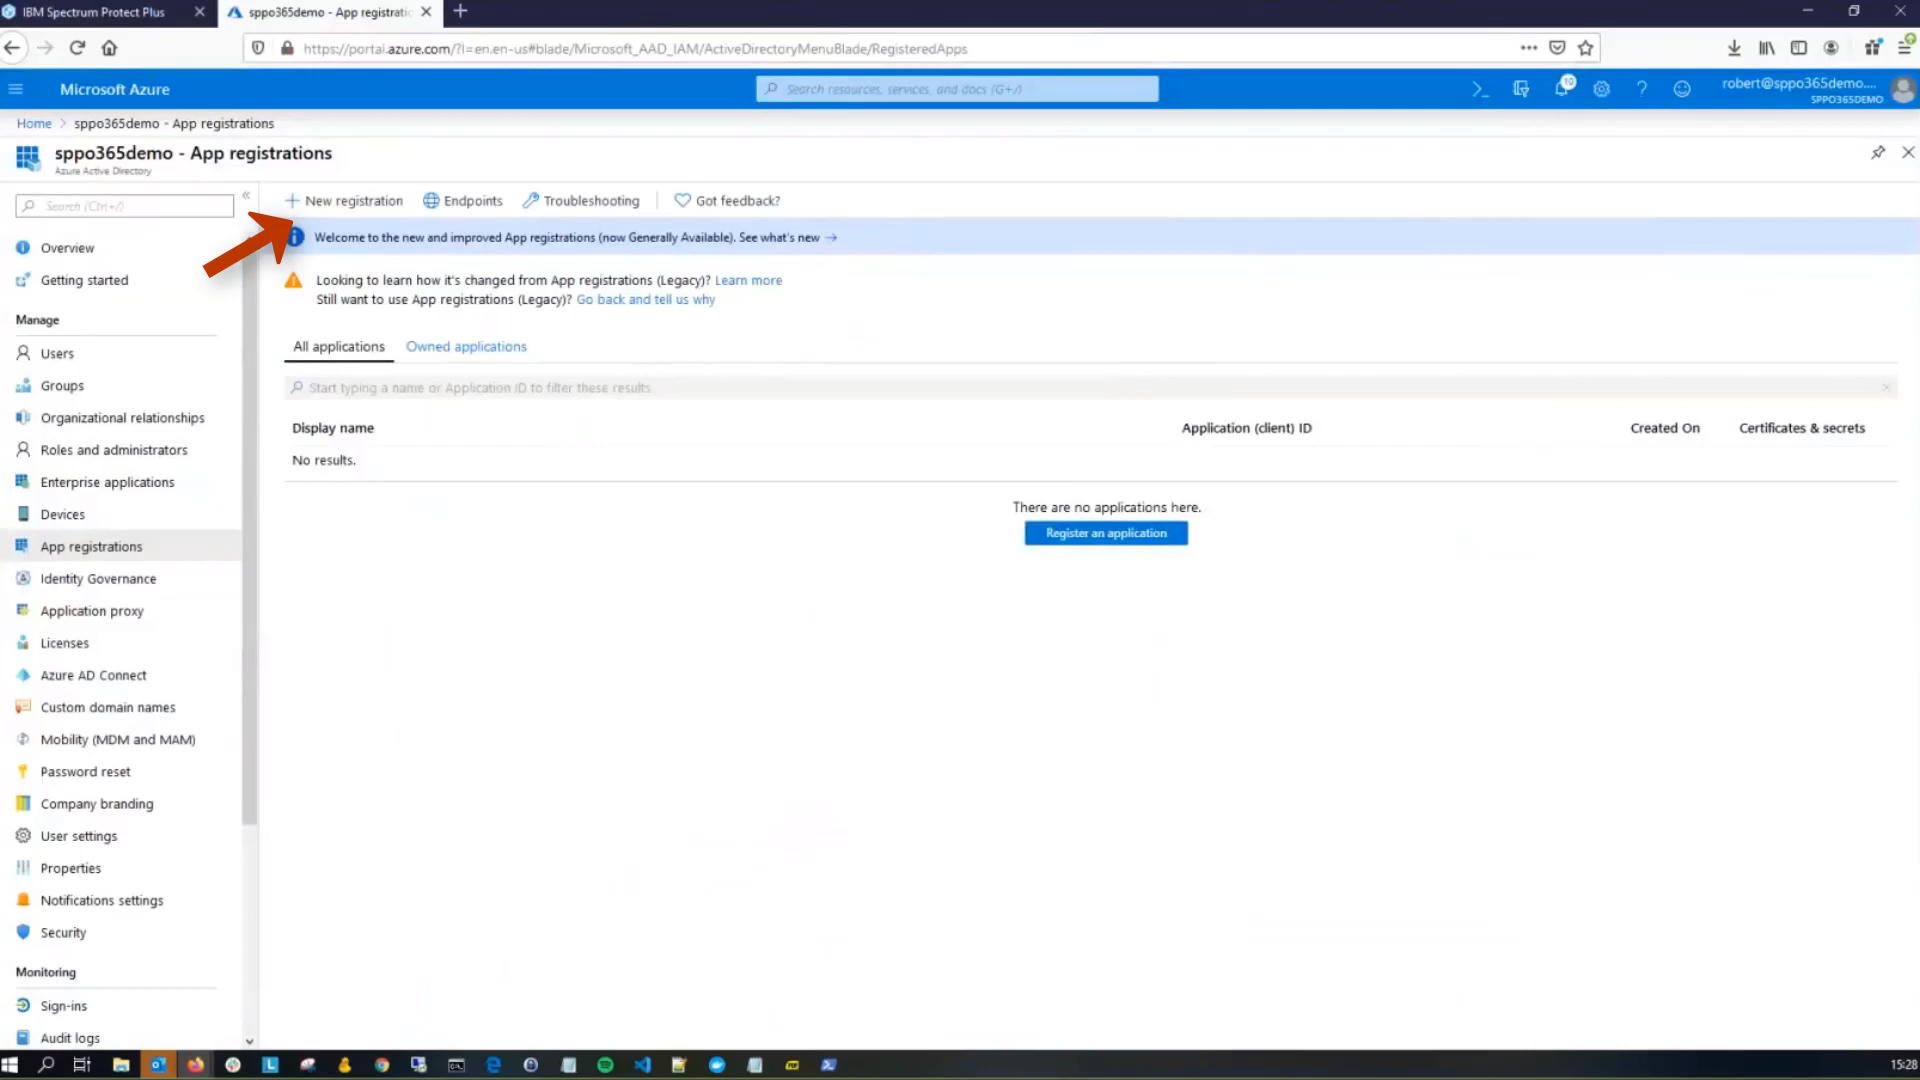 IBM Spectrum Protect Plus
sppo365demo - App registratic
https://portal.azure.com/?l=en.en-us#blade/Microsoft_AAD_IAM/ActiveDirectoryMenuBlade/RegisteredApps
Microsoft Azure
Search resources, services, and docs (G+/)
10
robert@sppo365demo....
SPPO365DEMO
Home > sppo365demo - App registrations
sppo365demo - App registrations
Azure Active Directory
Search (Ctrl+/)
New registration
Endpoints
Troubleshooting
Got feedback?
Welcome to the new and improved App registrations (now Generally Available). See what's new →
Looking to learn how it's changed from App registrations (Legacy)? Learn more
Still want to use App registrations (Legacy)? Go back and tell us why
All applications
Owned applications
Start typing a name or Application ID to filter these results
Display name
Application (client) ID
Created On
Certificates & secrets
No results.
There are no applications here.
Register an application
Overview
Getting started
Manage
Users
Groups
Organizational relationships
Roles and administrators
Enterprise applications
Devices
App registrations
Identity Governance
Application proxy
Licenses
Azure AD Connect
Custom domain names
Mobility (MDM and MAM)
Password reset
Company branding
User settings
Properties
Notifications settings
Security
Monitoring
Sign-ins
Audit logs
15:28